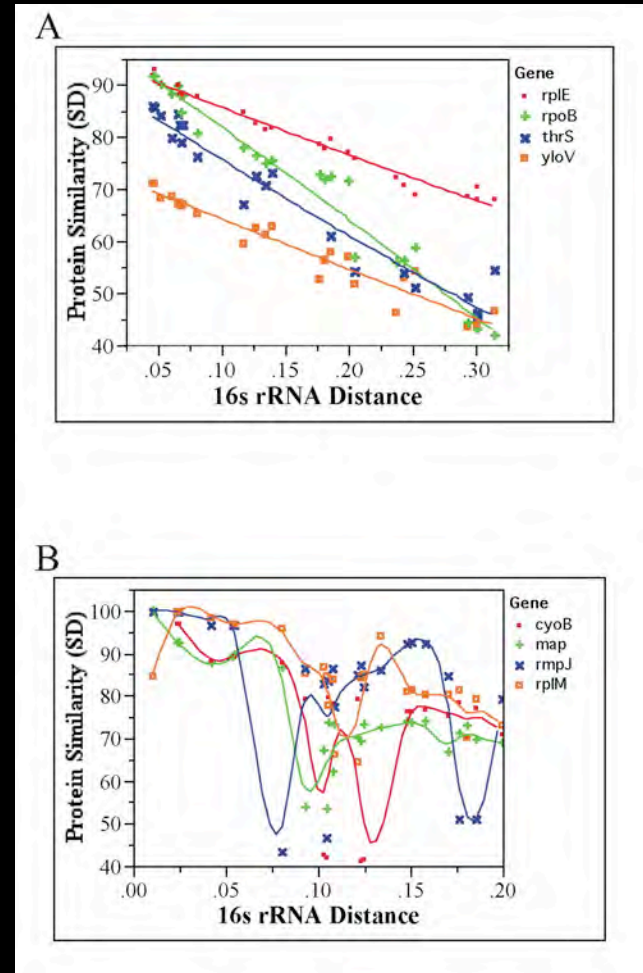 A
Protein Similarity (SD)
90
80
70
60
50
40
.05
.10
.15
.20
.25
.30
16s rRNA Distance
Gene
rplE
rpoB
thrS
yloV
B
Protein Similarity (SD)
100
90
80
70
60
50
40
.00
.05
.10
.15
.20
16s rRNA Distance
Gene
cyoB
map
rmpJ
rplM